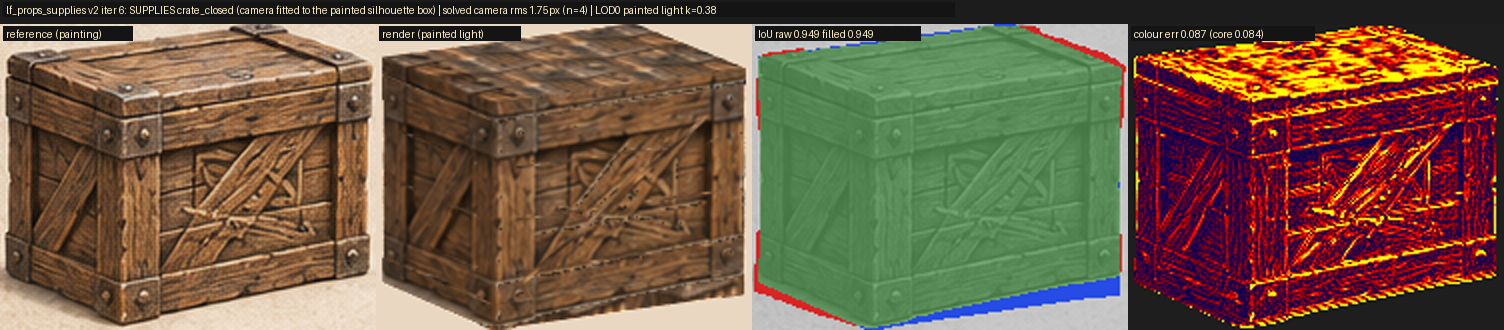 lf_props_supplies v2 iter 6: SUPPLIES crate_closed (camera fitted to the painted silhouette box) | solved camera rms 1.75px (n=4) | LOD0 painted light k=0.38
reference (painting)
render (painted light)
IoU raw 0.949 filled 0.949
colour err 0.087 (core 0.084)